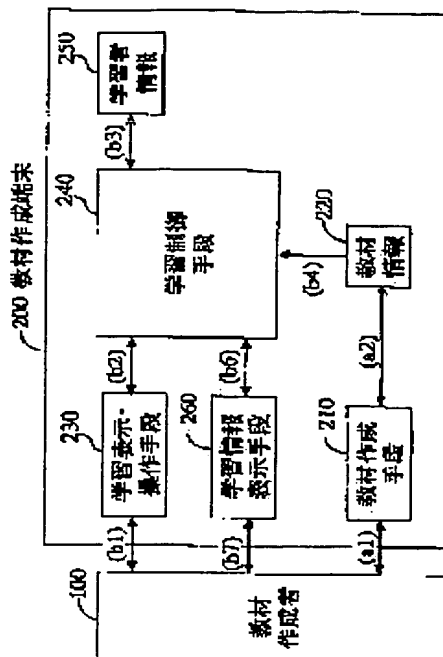 200 教材作成端末
250
学習者
情報
(b3)
240
学習制御
手段
220
教材
情報
(b4)
(b2)
(b6)
(a2)
230
学習表示・
操作手段
260
学習情報
表示手段
210
教材作成
手段
(b1)
(b7)
(a1)
100
教材
作成者